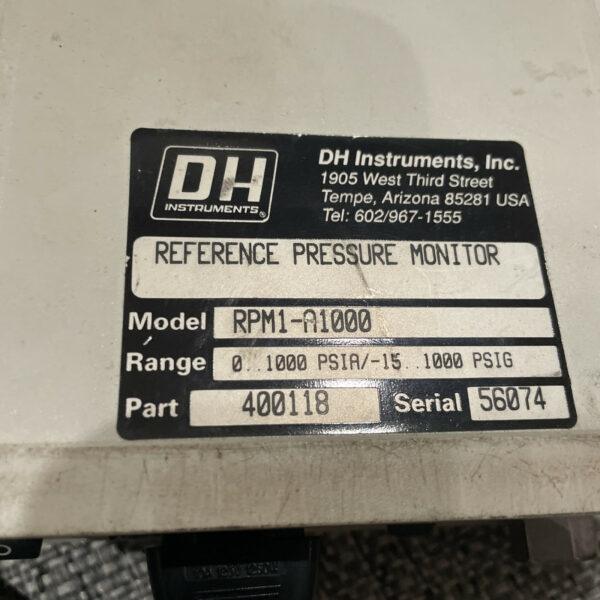 DH
INSTRUMENTS®
DH Instruments, Inc.
1905 West Third Street
Tempe, Arizona 85281 USA
Tel: 602/967-1555
REFERENCE PRESSURE MONITOR
Model RPM1-A1000
Range 0..1000 PSIA/-15..1000 PSIG
Part 400118 Serial 56074